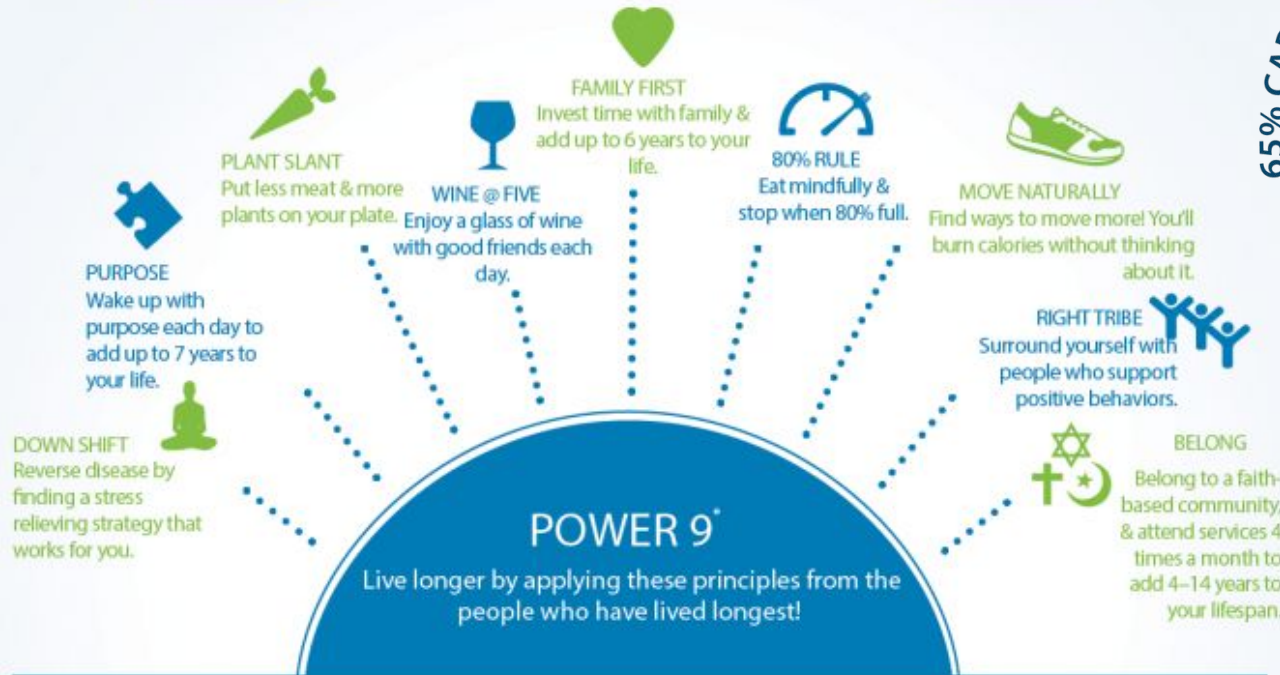 DOWN SHIFT
Reverse disease by
finding a stress
relieving strategy that
works for you.
PURPOSE
Wake up with
purpose each day to
add up to 7 years to
your life.
PLANT SLANT
Put less meat & more
plants on your plate.
WINE @ FIVE
Enjoy a glass of wine
with good friends each
day.
FAMILY FIRST
Invest time with family &
add up to 6 years to your
life.
80% RULE
Eat mindfully &
stop when 80% full.
MOVE NATURALLY
Find ways to move more! You'll
burn calories without thinking
about it.
RIGHT TRIBE
Surround yourself with
people who support
positive behaviors.
BELONG
Belong to a faith-
based community,
& attend services 4
times a month to
add 4–14 years to
your lifespan.
POWER 9*
Live longer by applying these principles from the
people who have lived longest!
65%